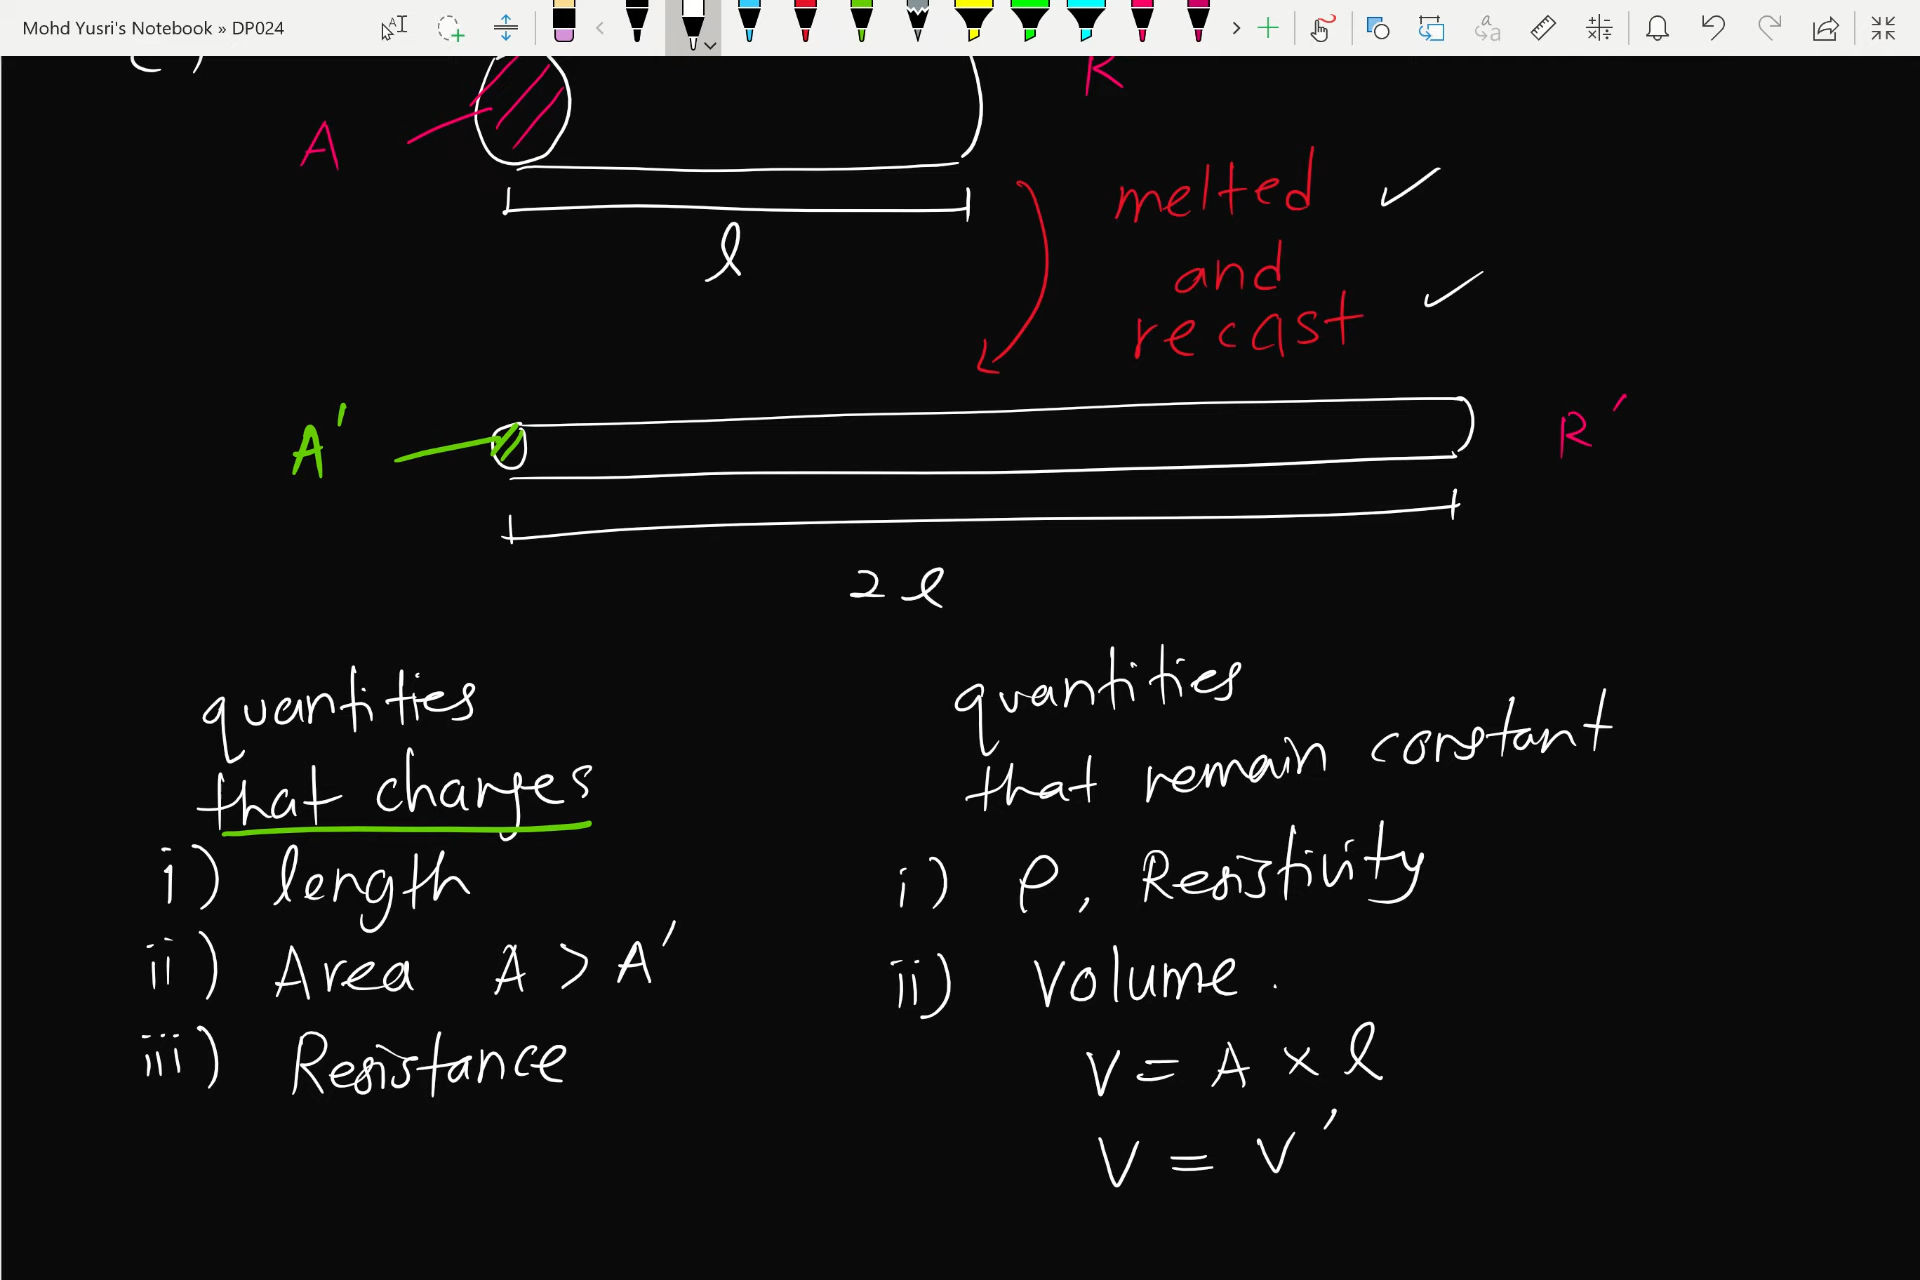 Mohd Yusri's Notebook » DP024
R
A
melted ✓
l
and
recast ✓
A'
R'
2l
quantities
that changes
i) length
ii) Area A > A'
iii) Resistance
quantities
that remain constant
i) ρ, Resistivity
ii) Volume.
V = A × l
V = V'